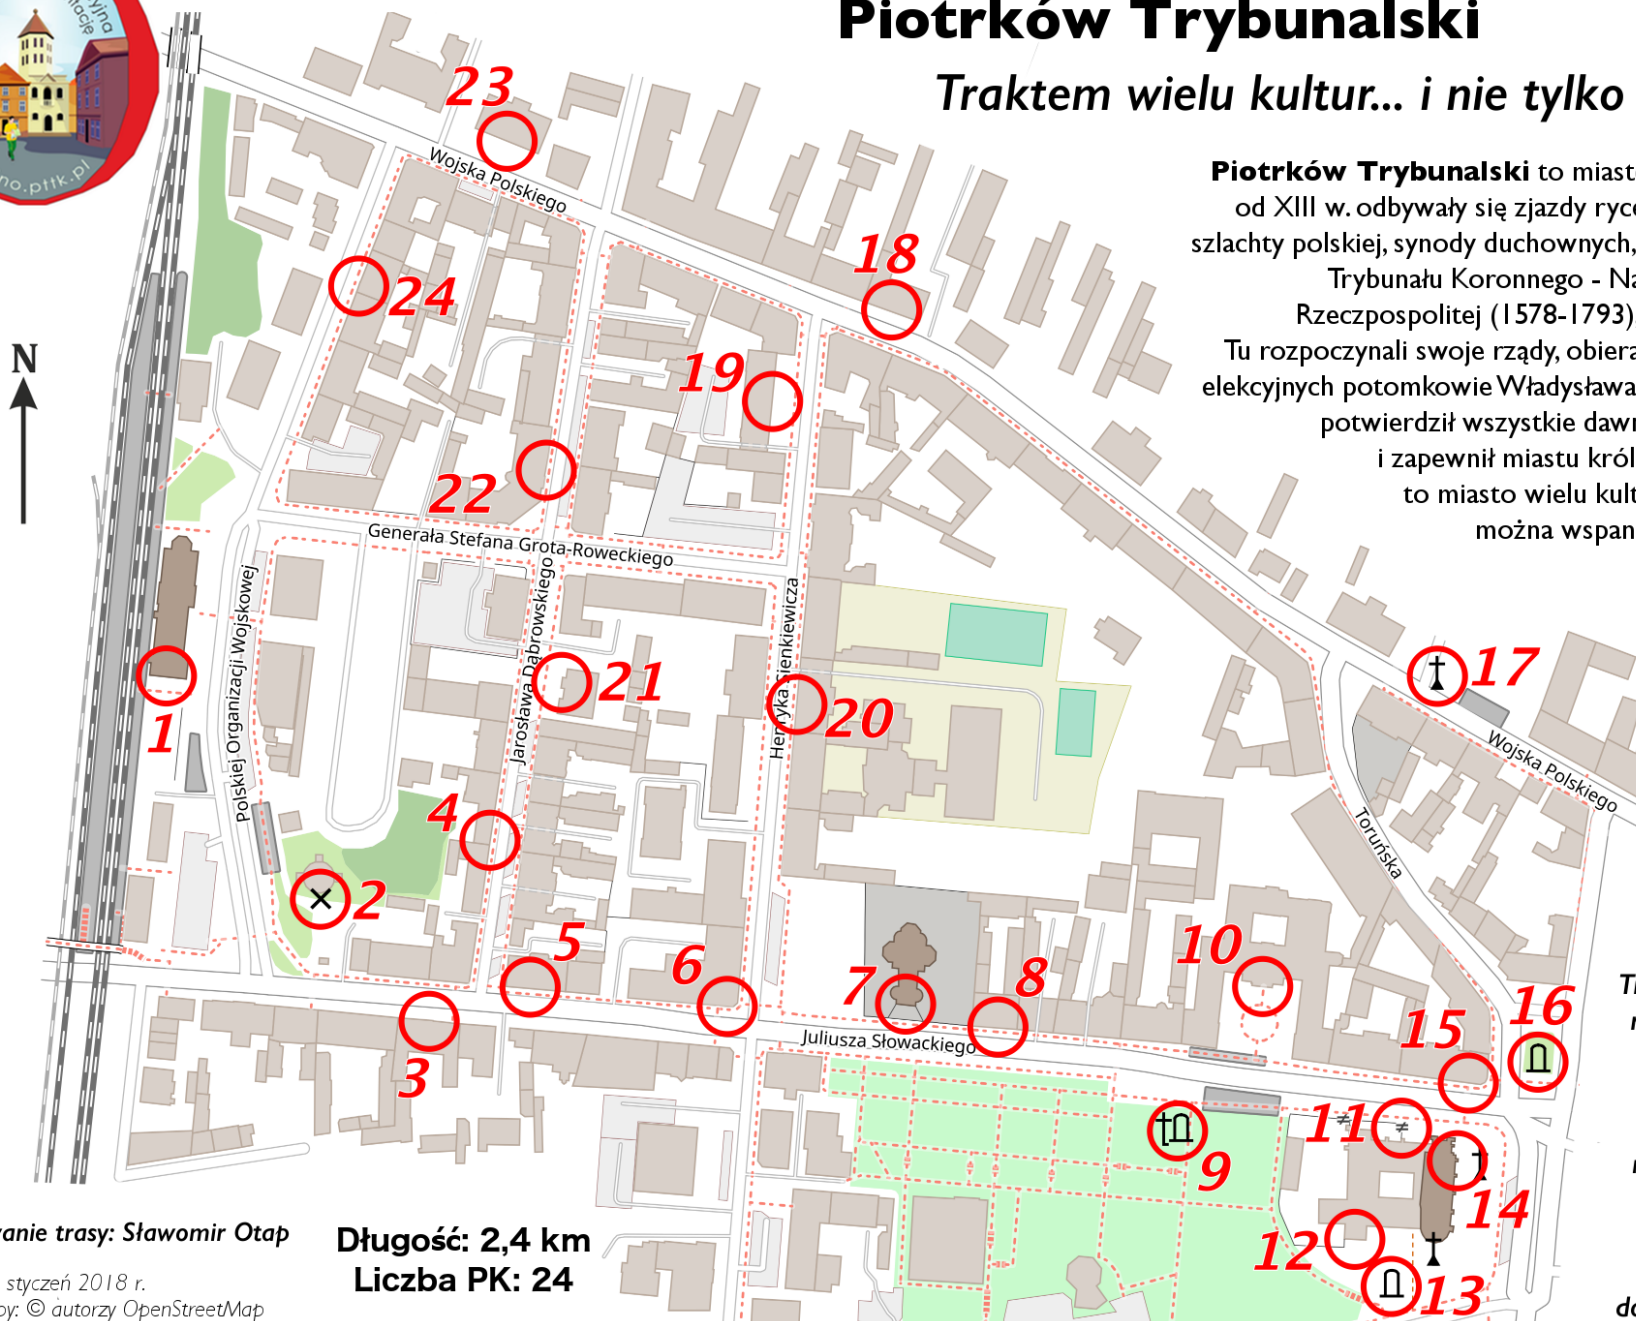 yjna
tację
no.pttk.pl
Piotrków Trybunalski
Traktem wielu kultur... i nie tylko
Piotrków Trybunalski to miast
od XIII w. odbywały się zjazdy ryc
szlachty polskiej, synody duchownych,
Trybunału Koronnego - Na
Rzeczpospolitej (1578-1793)
Tu rozpoczynali swoje rządy, obiera
elekcyjnych potomkowie Władysława
potwierdził wszystkie dawn
i zapewnił miastu król
to miasto wielu kult
można wspan
N
23
Wojska Polskiego
18
24
19
22
Generała Stefana Grota-Roweckiego
Polskiej Organizacji Wojskowej
Jarosława Dąbrowskiego
Henryka Sienkiewicza
17
21
1
20
Wojska Polskiego
4
Toruńska
2
5
10
6
7
8
16
15
Juliusza Słowackiego
3
11
9
14
12
13
anie trasy: Sławomir Otap
Długość: 2,4 km
Liczba PK: 24
styczeń 2018 r.
py: © autorzy OpenStreetMap